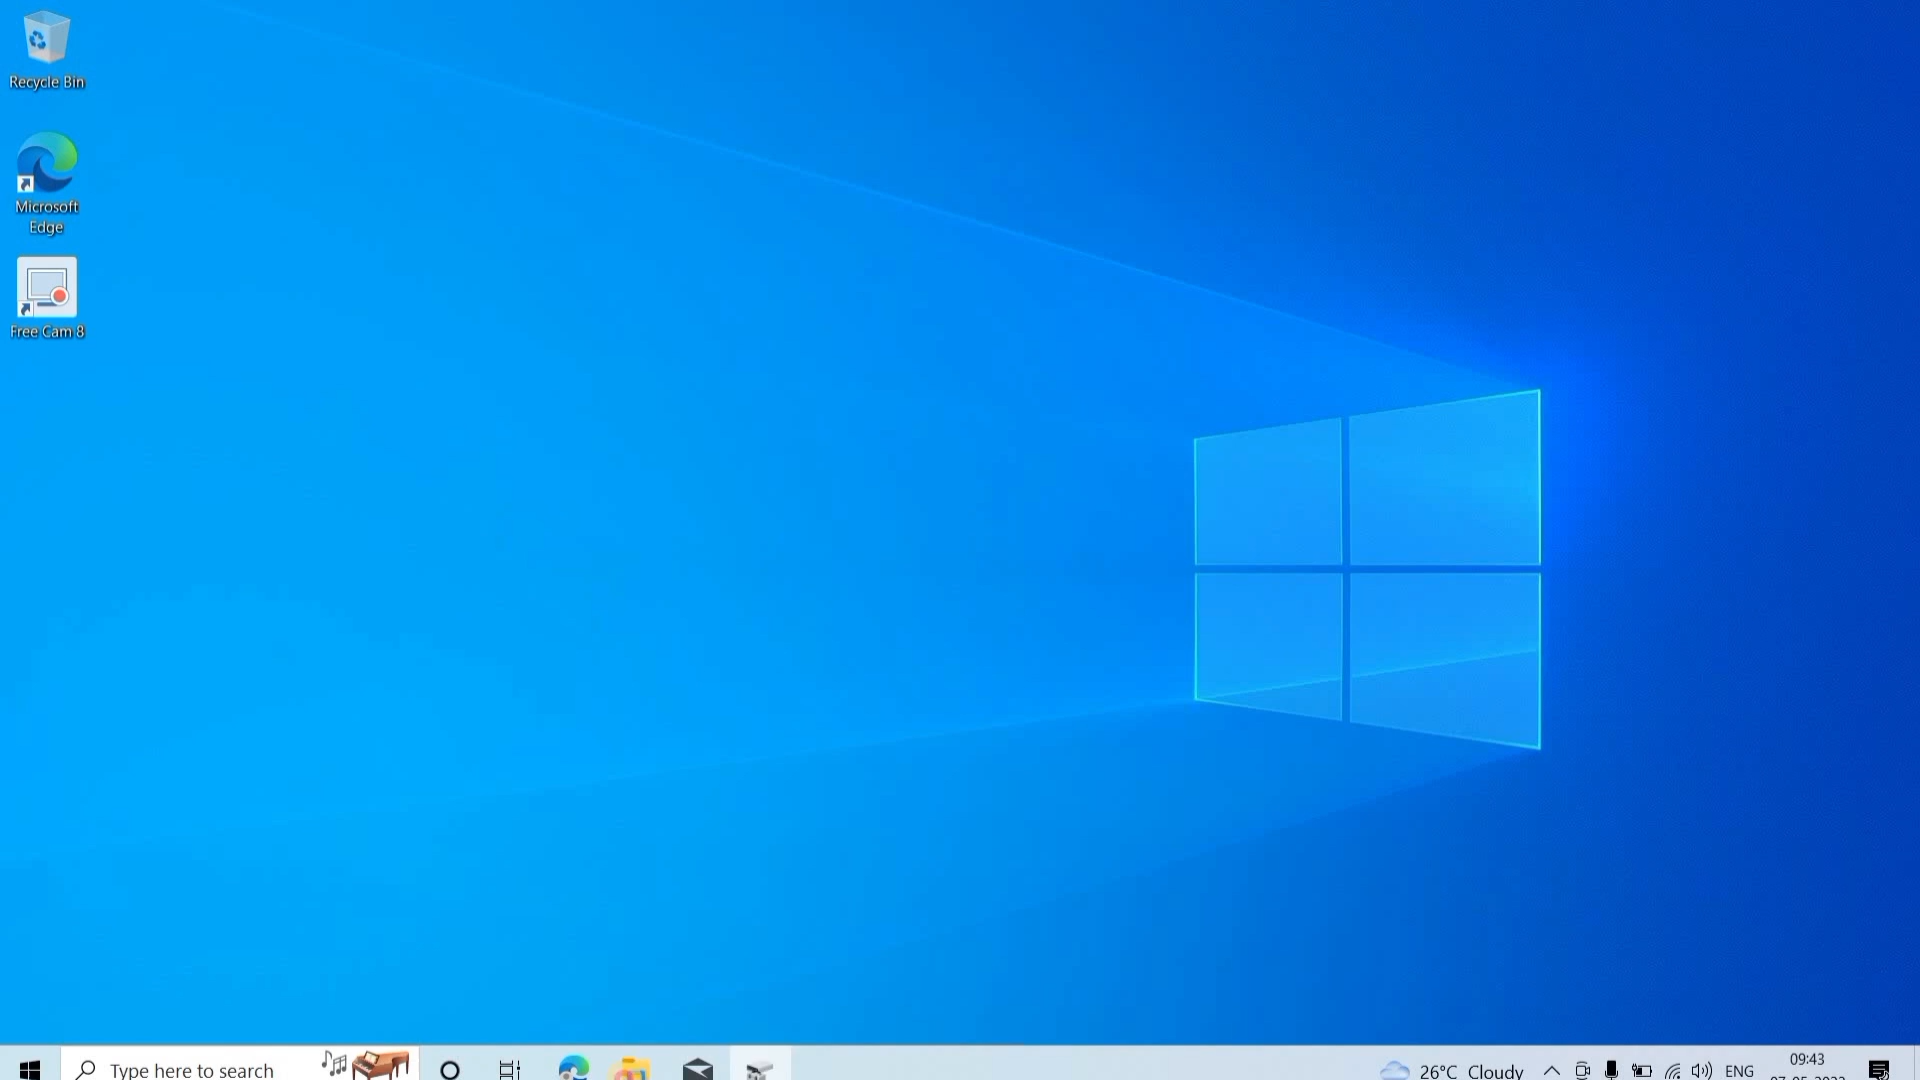 Recycle Bin
Microsoft
Edge
Free Cam 8
Type here to search
26°C Cloudy
ENG
09:43